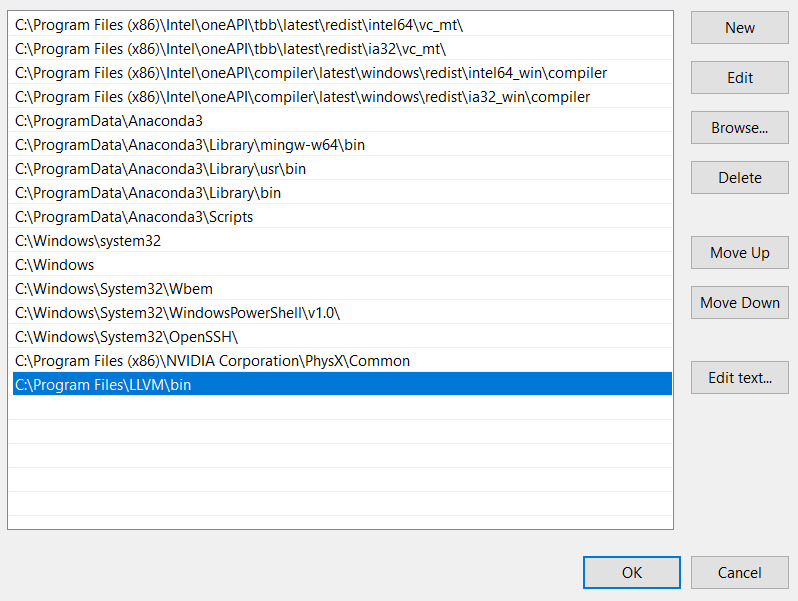 C:\Program Files (x86)\Intel\oneAPI\tbb\latest\redist\intel64\vc_mt\
C:\Program Files (x86)\Intel\oneAPI\tbb\latest\redist\ia32\vc_mt\
C:\Program Files (x86)\Intel\oneAPI\compiler\latest\windows\redist\intel64_win\compiler
C:\Program Files (x86)\Intel\oneAPI\compiler\latest\windows\redist\ia32_win\compiler
C:\ProgramData\Anaconda3
C:\ProgramData\Anaconda3\Library\mingw-w64\bin
C:\ProgramData\Anaconda3\Library\usr\bin
C:\ProgramData\Anaconda3\Library\bin
C:\ProgramData\Anaconda3\Scripts
C:\Windows\system32
C:\Windows
C:\Windows\System32\Wbem
C:\Windows\System32\WindowsPowerShell\v1.0\
C:\Windows\System32\OpenSSH\
C:\Program Files (x86)\NVIDIA Corporation\PhysX\Common
C:\Program Files\LLVM\bin
New
Edit
Browse...
Delete
Move Up
Move Down
Edit text...
OK
Cancel